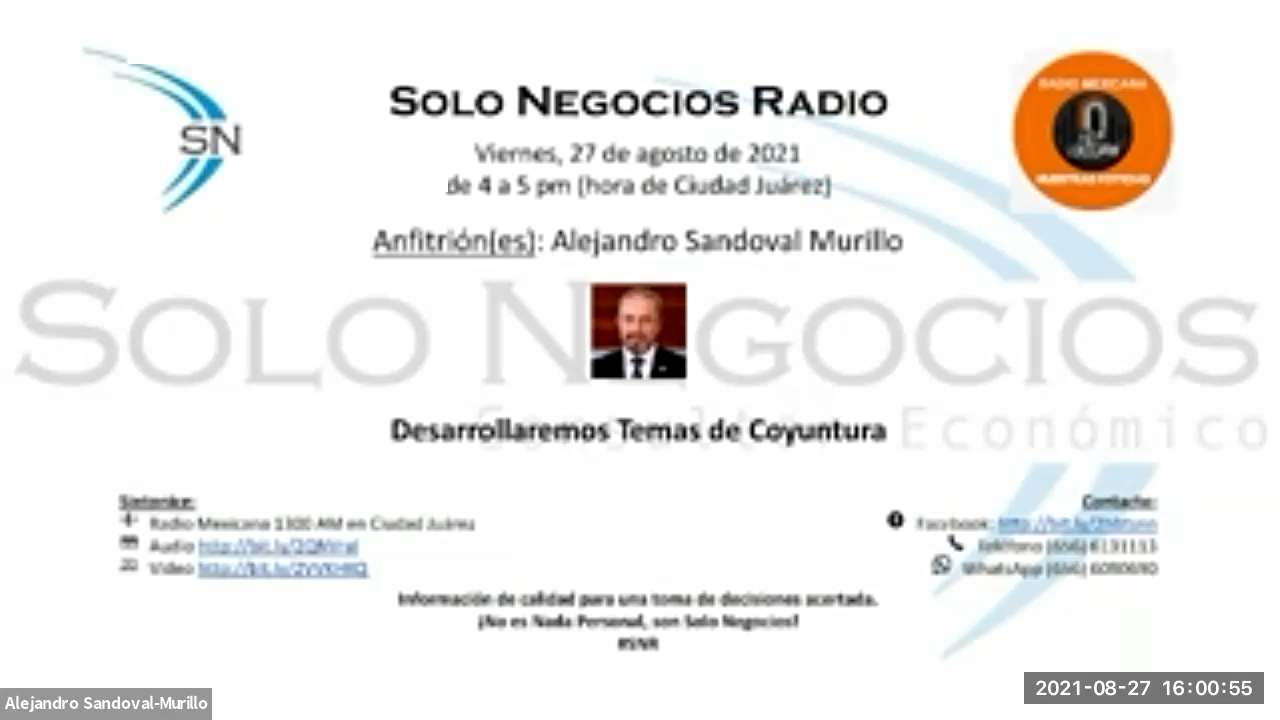 SN
SOLO NEGOCIOS RADIO
RADIO MEXICANA
Viernes, 27 de agosto de 2021
de 4 a 5 pm (hora de Ciudad Juárez)
Anfitrión(es): Alejandro Sandoval Murillo
SOLO NEGOCIOS
Económico
Desarrollaremos Temas de Coyuntura
Sintonice:
Radio Mexicana 1300 AM en Ciudad Juárez
Audio
Video
Contacto:
Facebook:
Teléfono (656)
WhatsApp (656)
Información de calidad para una toma de decisiones acertada.
¡No es Nada Personal, son Solo Negocios!
Alejandro Sandoval-Murillo
2021-08-27 16:00:55